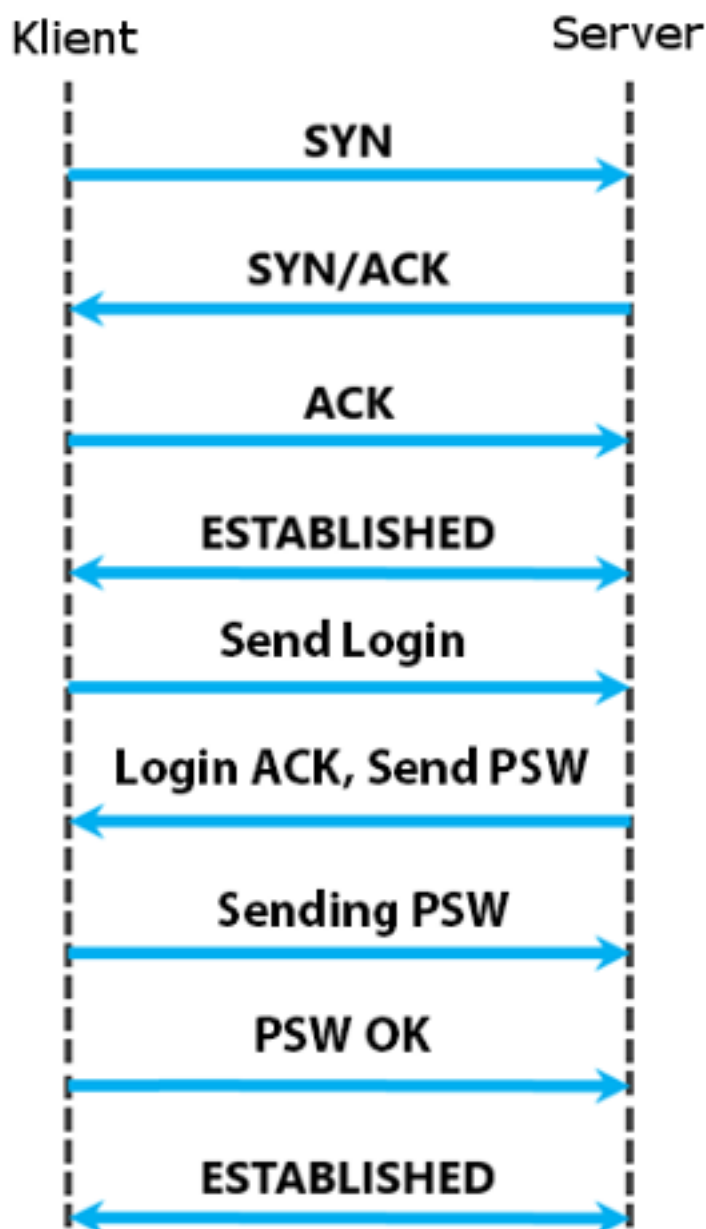 Klient
Server
SYN
SYN/ACK
ACK
ESTABLISHED
Send Login
Login ACK, Send PSW
Sending PSW
PSW OK
ESTABLISHED